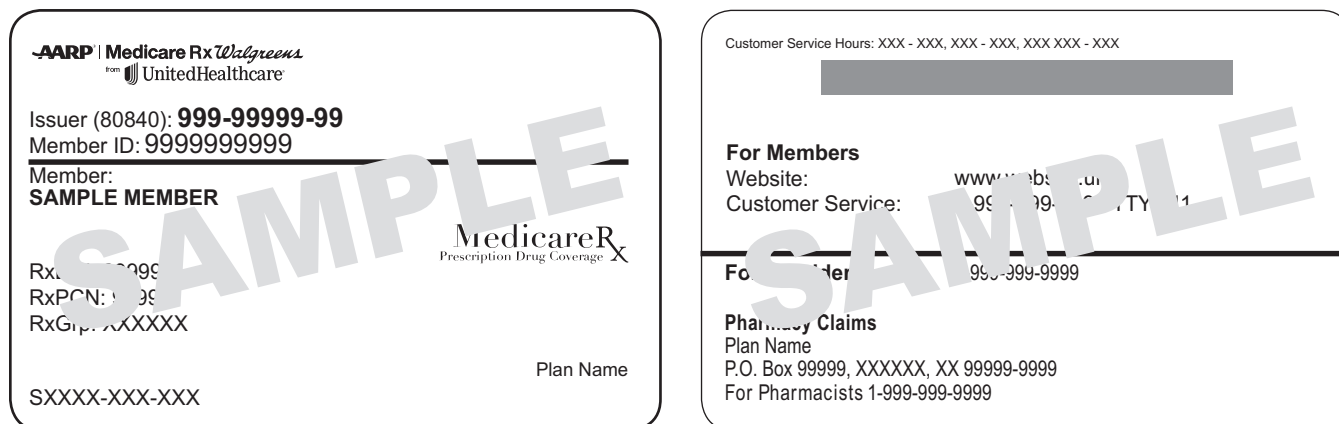 AARP | Medicare Rx Walgreens
from UnitedHealthcare
Issuer (80840): 999-99999-99
Member ID: 9999999999
Member:
SAMPLE MEMBER
MedicareRx
Prescription Drug Coverage
RxPCN:
RxGrp: XXXXXX
Plan Name
SXXXX-XXX-XXX
SAMPLE
Customer Service Hours: XXX - XXX, XXX - XXX, XXX XXX - XXX
For Members
Website:
Customer Service:
Pharmacy Claims
Plan Name
P.O. Box 99999, XXXXXX, XX 99999-9999
For Pharmacists 1-999-999-9999
SAMPLE